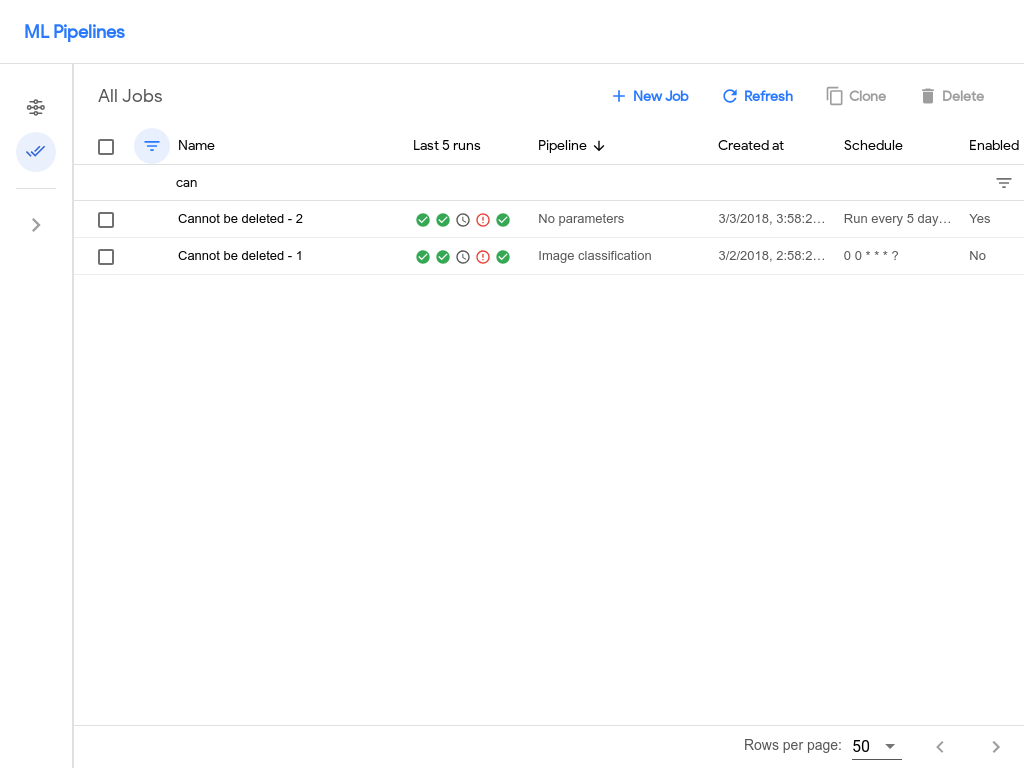 ML Pipelines
All Jobs
New Job
Refresh
Clone
Delete
Name
Last 5 runs
Pipeline
Created at
Schedule
Enabled
can
Cannot be deleted - 2
No parameters
3/3/2018, 3:58:2…
Run every 5 day…
Yes
Cannot be deleted - 1
Image classification
3/2/2018, 2:58:2…
0 0 * * * ?
No
Rows per page:
50